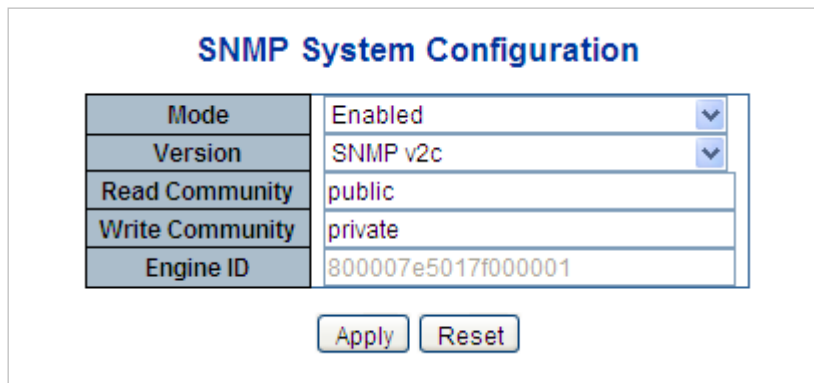 SNMP System Configuration
Mode Enabled
Version SNMP v2c
Read Community public
Write Community private
Engine ID 800007e5017f000001
Apply Reset